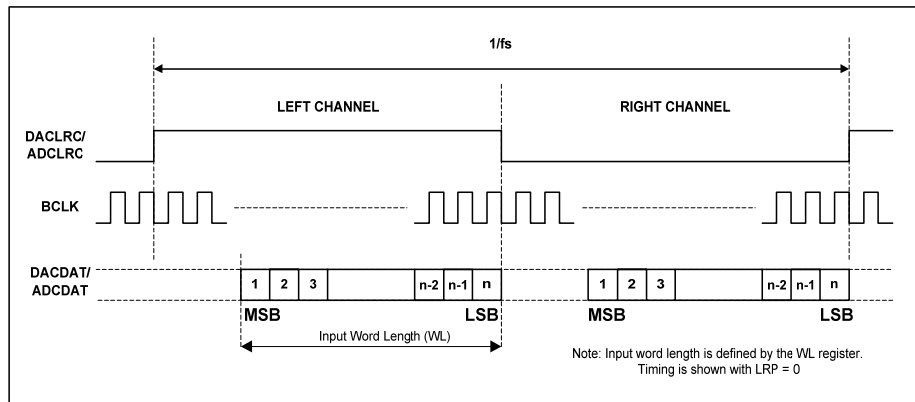 1/fs
LEFT CHANNEL
RIGHT CHANNEL
DACLRC/
ADCLRC
BCLK
DACDAT/
ADCDAT
1 2 3 n-2 n-1 n 1 2 3 n-2 n-1 n
MSB LSB MSB LSB
Input Word Length (WL)
Note: Input word length is defined by the WL register.
Timing is shown with LRP = 0